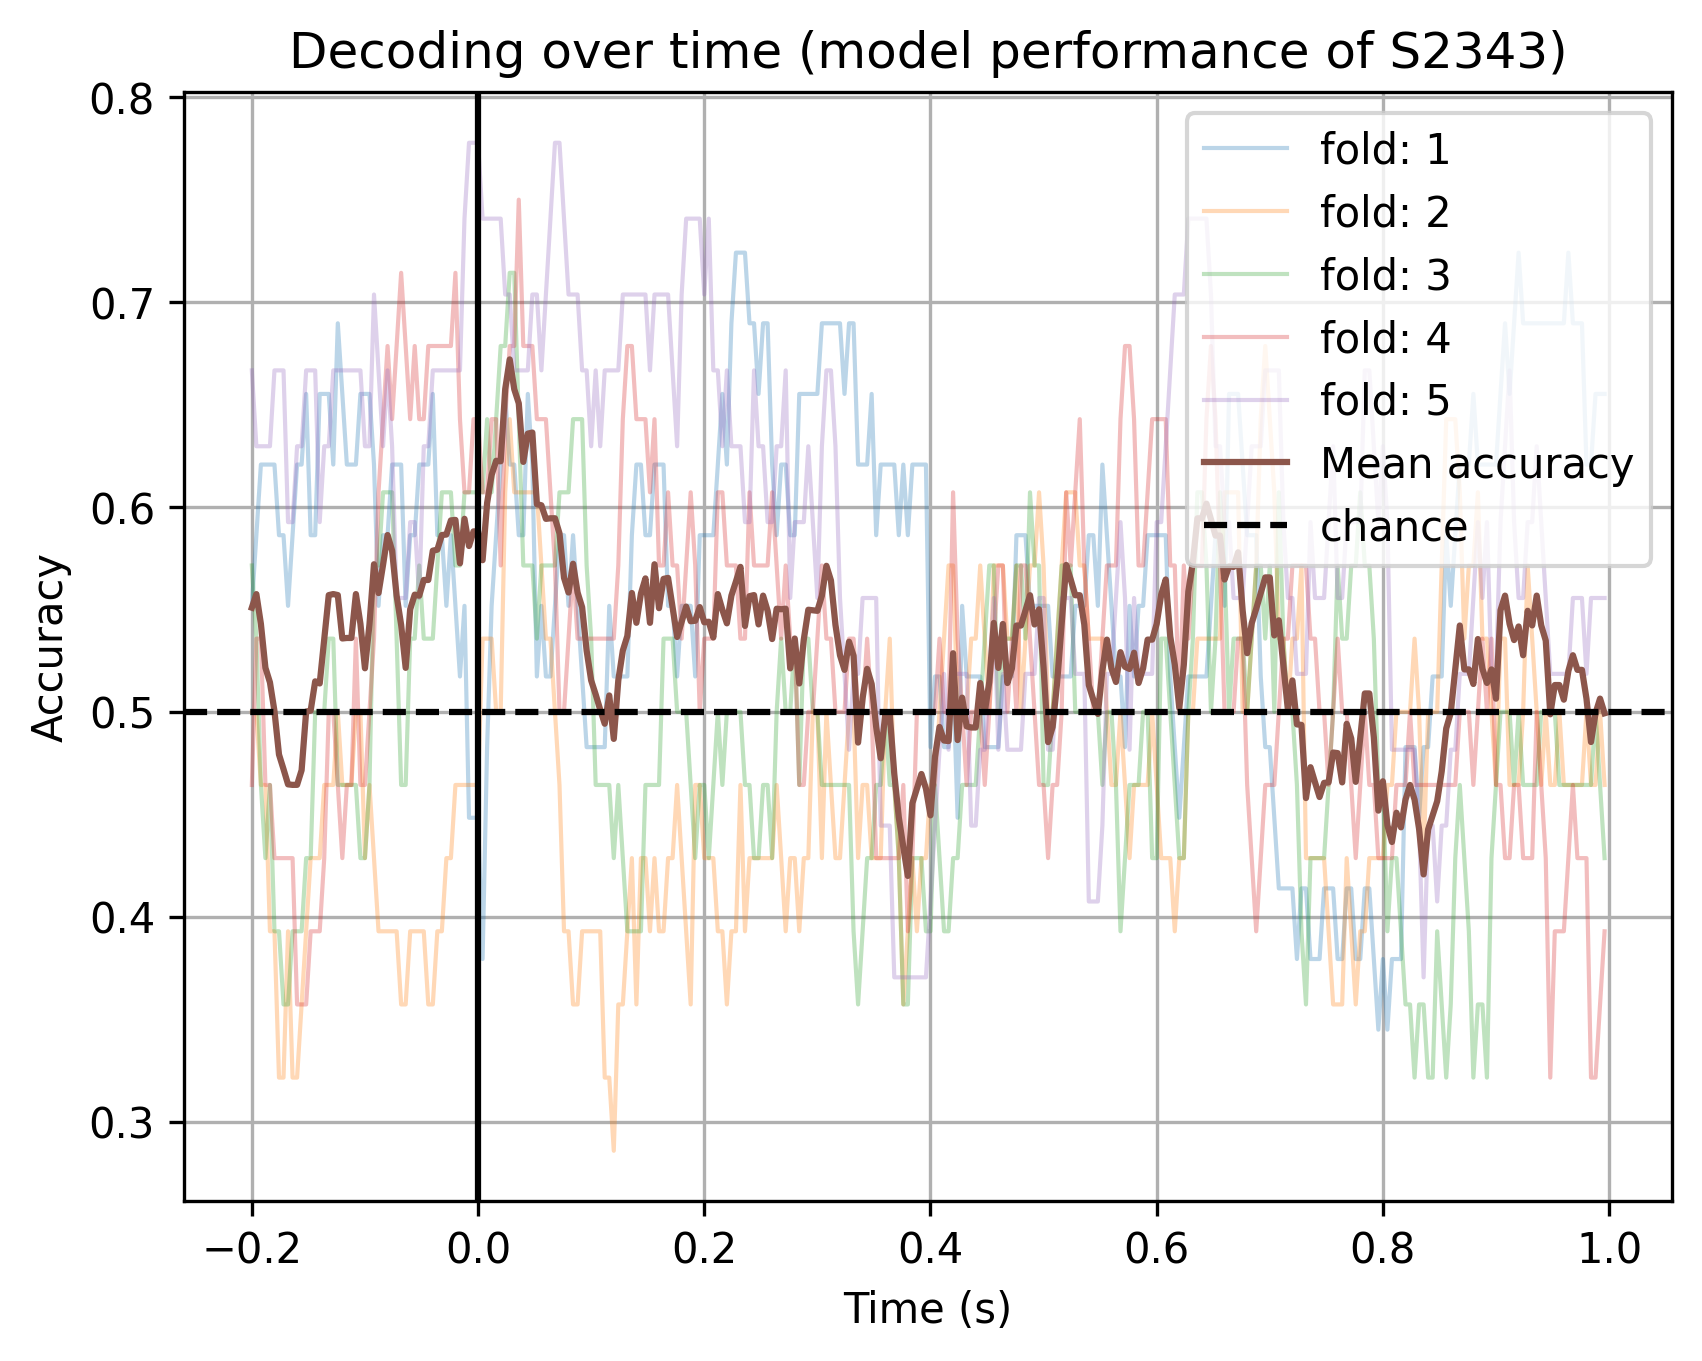 Decoding over time (model performance of S2343)
0.8
0.7
0.6
0.5
0.4
0.3
Accuracy
fold: 1
fold: 2
fold: 3
fold: 4
fold: 5
Mean accuracy
chance
−0.2 0.0 0.2 0.4 0.6 0.8 1.0
Time (s)